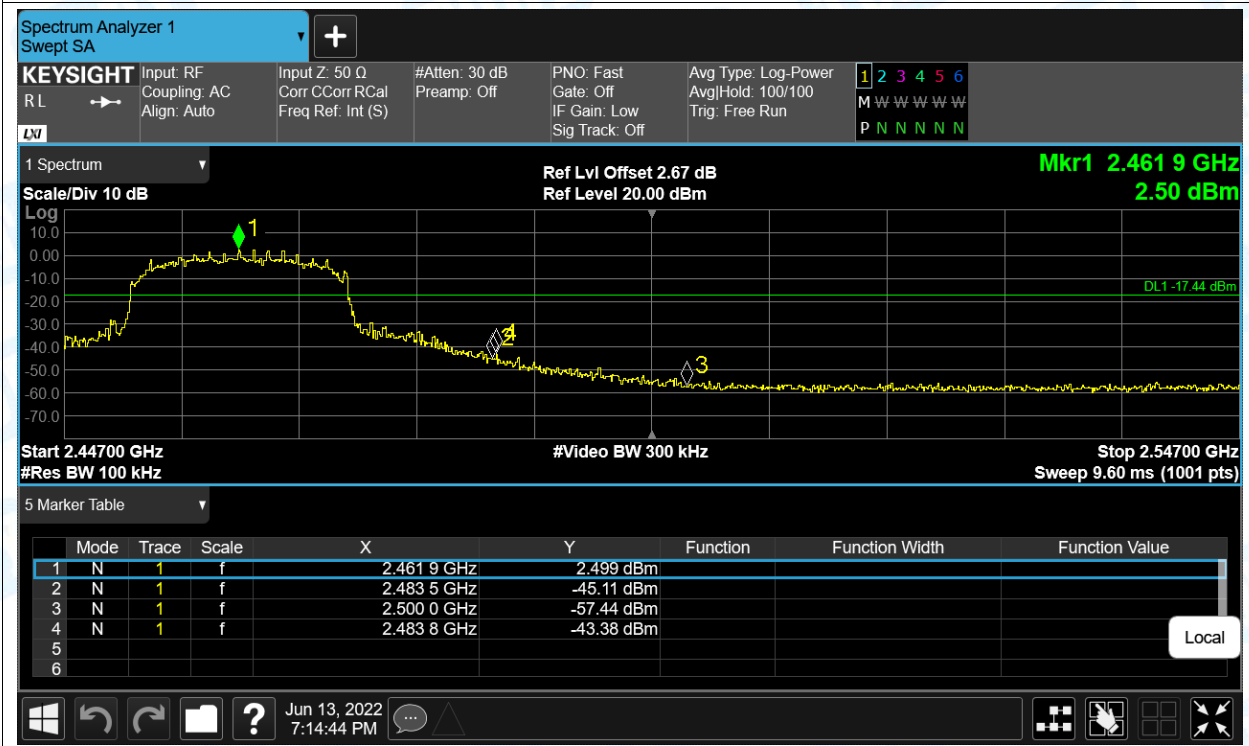 Spectrum Analyzer 1
Swept SA
KEYSIGHT
R L
LXI
Input: RF
Coupling: AC
Align: Auto
Input Z: 50 Ω
Corr CCorr RCal
Freq Ref: Int (S)
#Atten: 30 dB
Preamp: Off
PNO: Fast
Gate: Off
IF Gain: Low
Sig Track: Off
Avg Type: Log-Power
Avg|Hold: 100/100
Trig: Free Run
1 2 3 4 5 6
M W W W W W W
P N N N N N N
1 Spectrum
Scale/Div 10 dB
Ref Lvl Offset 2.67 dB
Ref Level 20.00 dBm
Mkr1 2.461 9 GHz
2.50 dBm
Log
10.0
0.00
-10.0
-20.0
-30.0
-40.0
-50.0
-60.0
-70.0
1
2
4
3
DL1 -17.44 dBm
Start 2.44700 GHz
#Video BW 300 kHz
Stop 2.54700 GHz
#Res BW 100 kHz
Sweep 9.60 ms (1001 pts)
5 Marker Table
Mode Trace Scale X Y Function Function Width Function Value
1 N 1 f 2.461 9 GHz 2.499 dBm
2 N 1 f 2.483 5 GHz -45.11 dBm
3 N 1 f 2.500 0 GHz -57.44 dBm
4 N 1 f 2.483 8 GHz -43.38 dBm
5
6
Local
?
Jun 13, 2022
7:14:44 PM